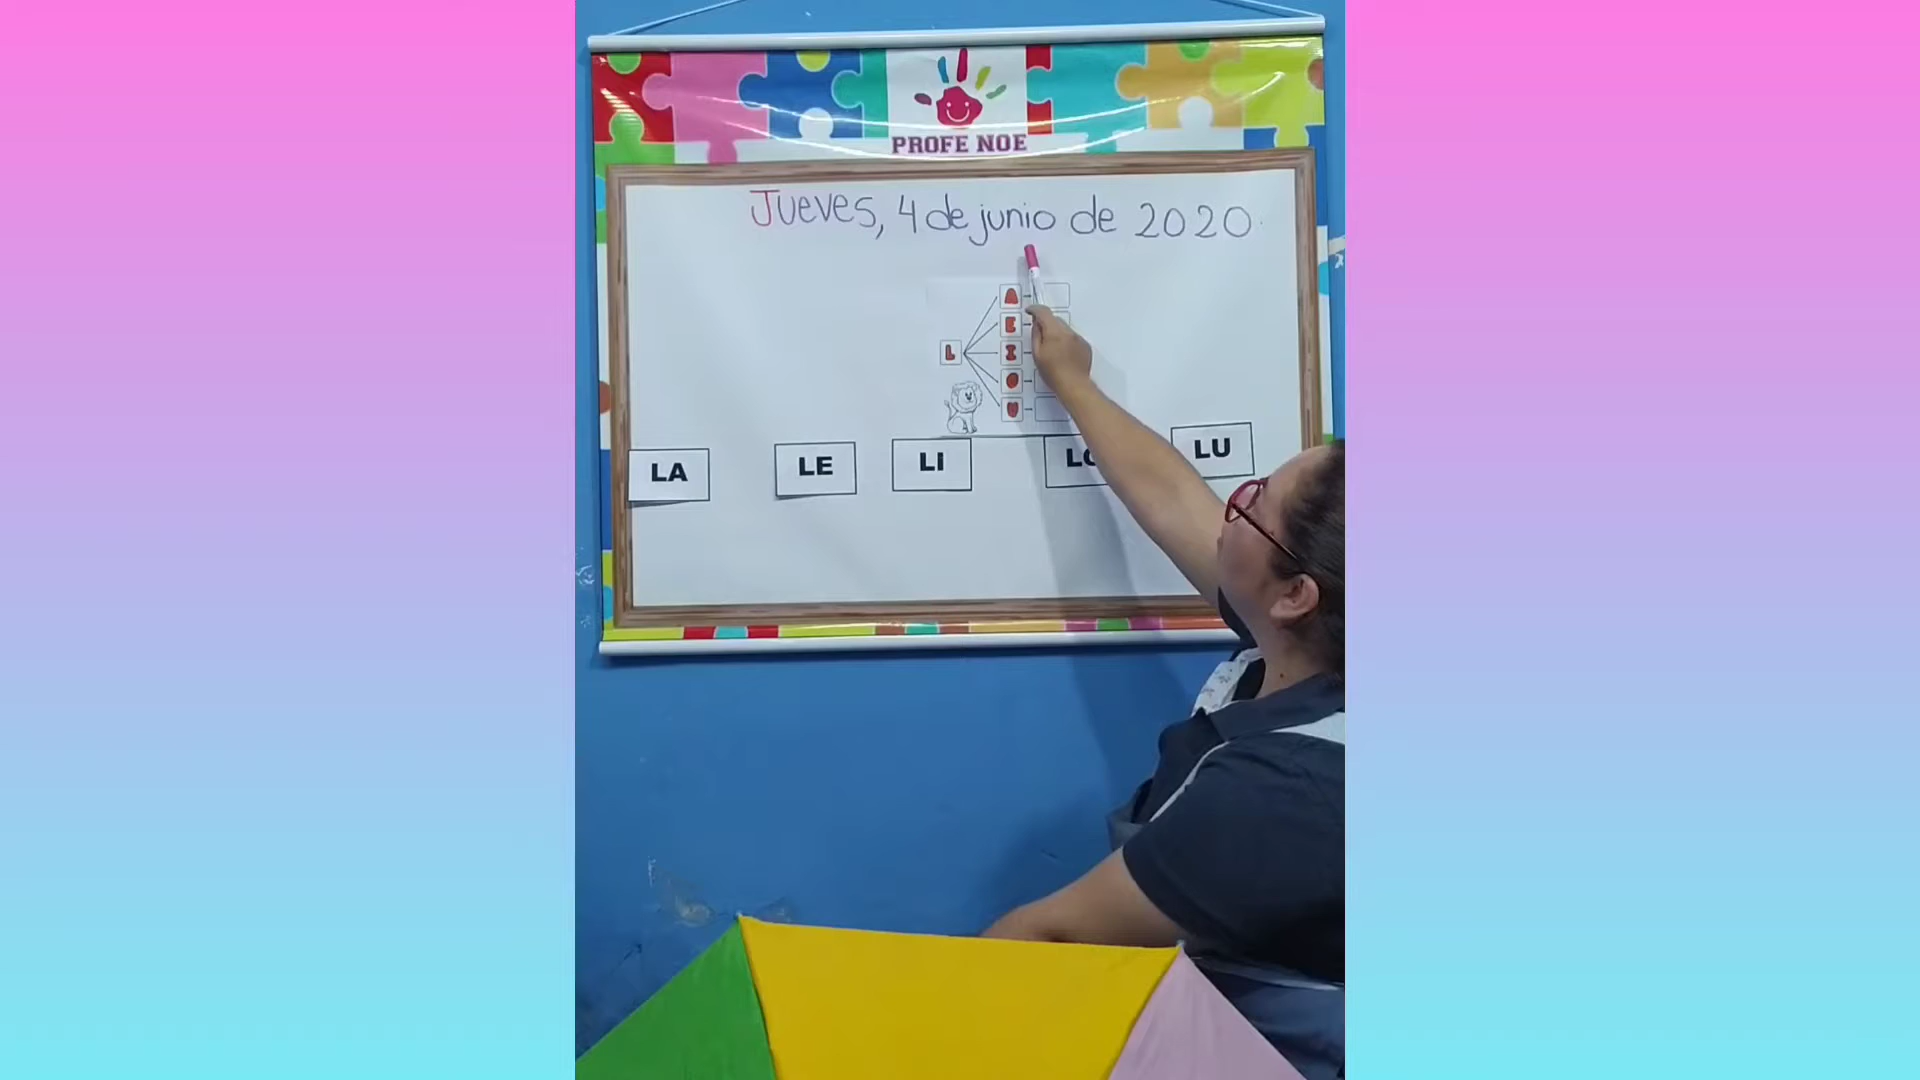 PROFE NOE
Jueves, 4 de junio de 2020.
A
E
L I
O
U
LA LE LI LU